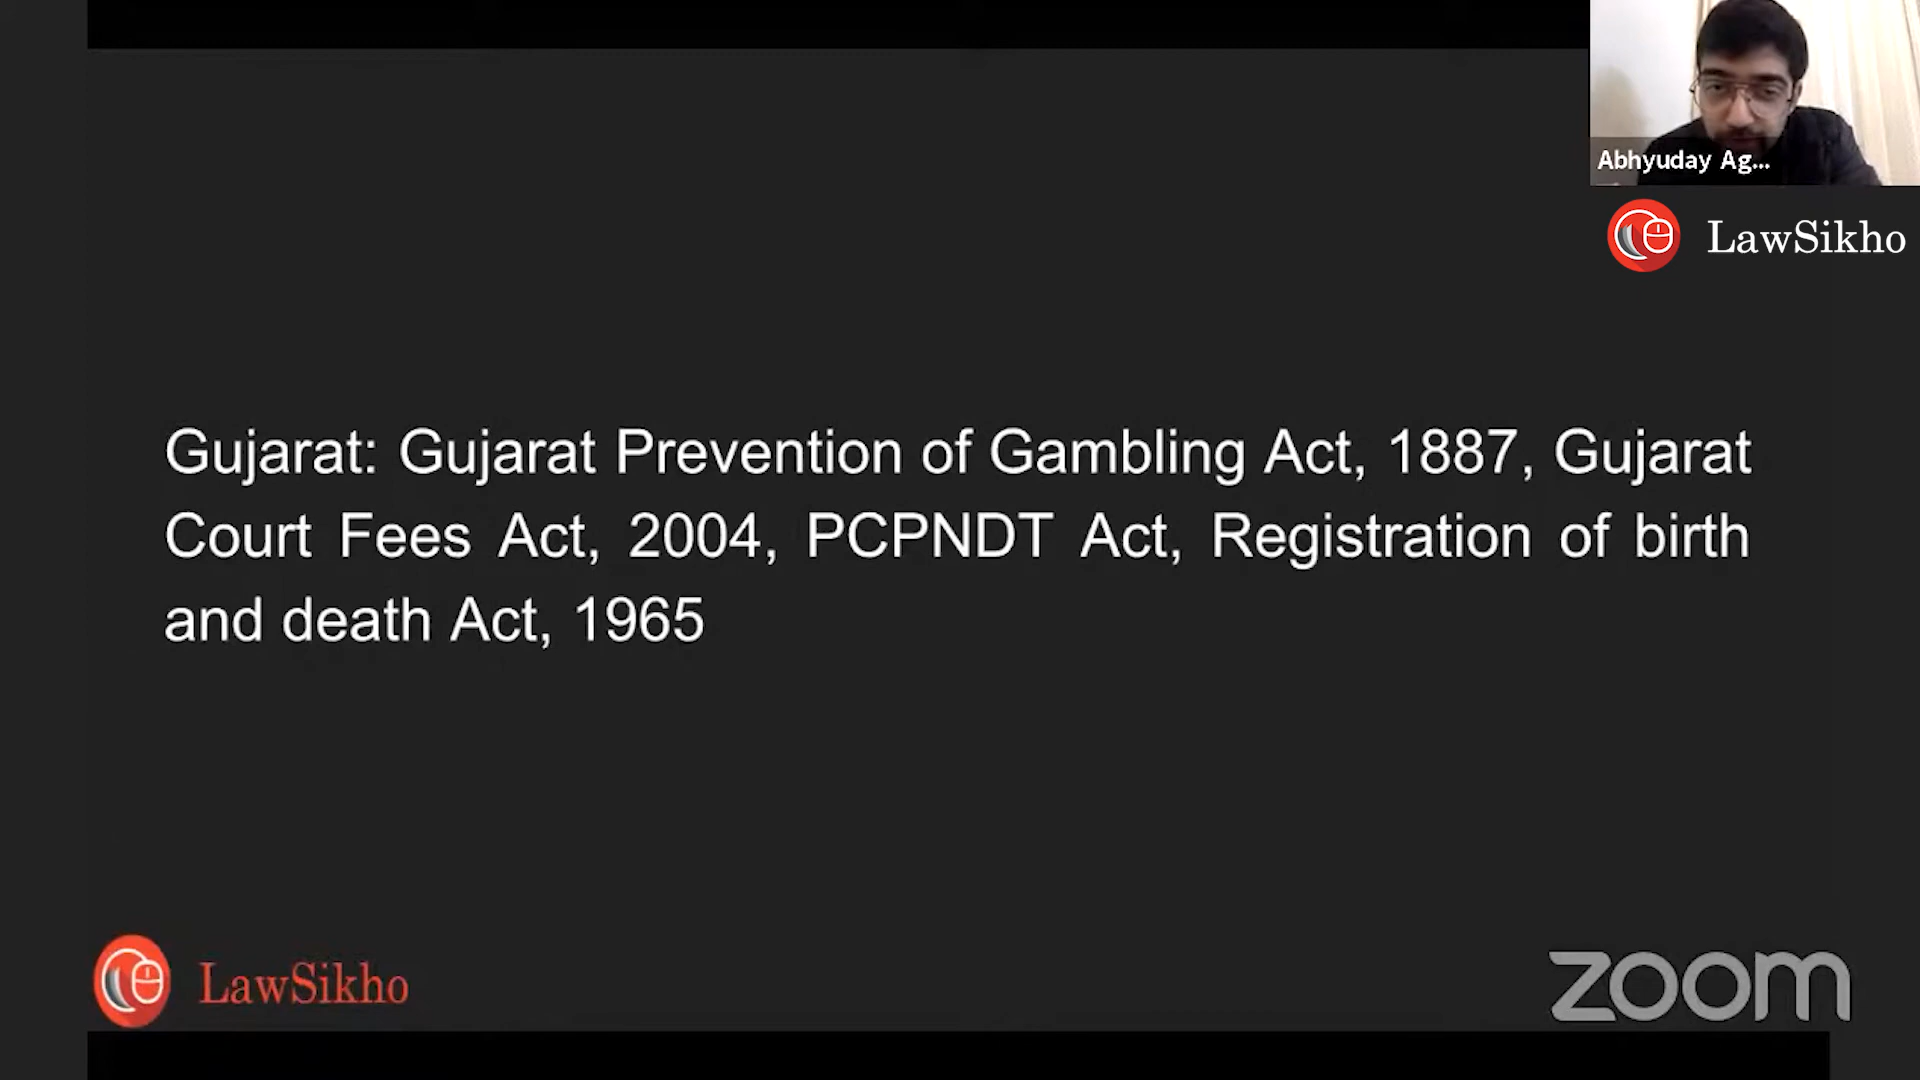 Abhyuday Ag...
LawSikho
Gujarat: Gujarat Prevention of Gambling Act, 1887, Gujarat
Court Fees Act, 2004, PCPNDT Act, Registration of birth
and death Act, 1965
LawSikho
zoom